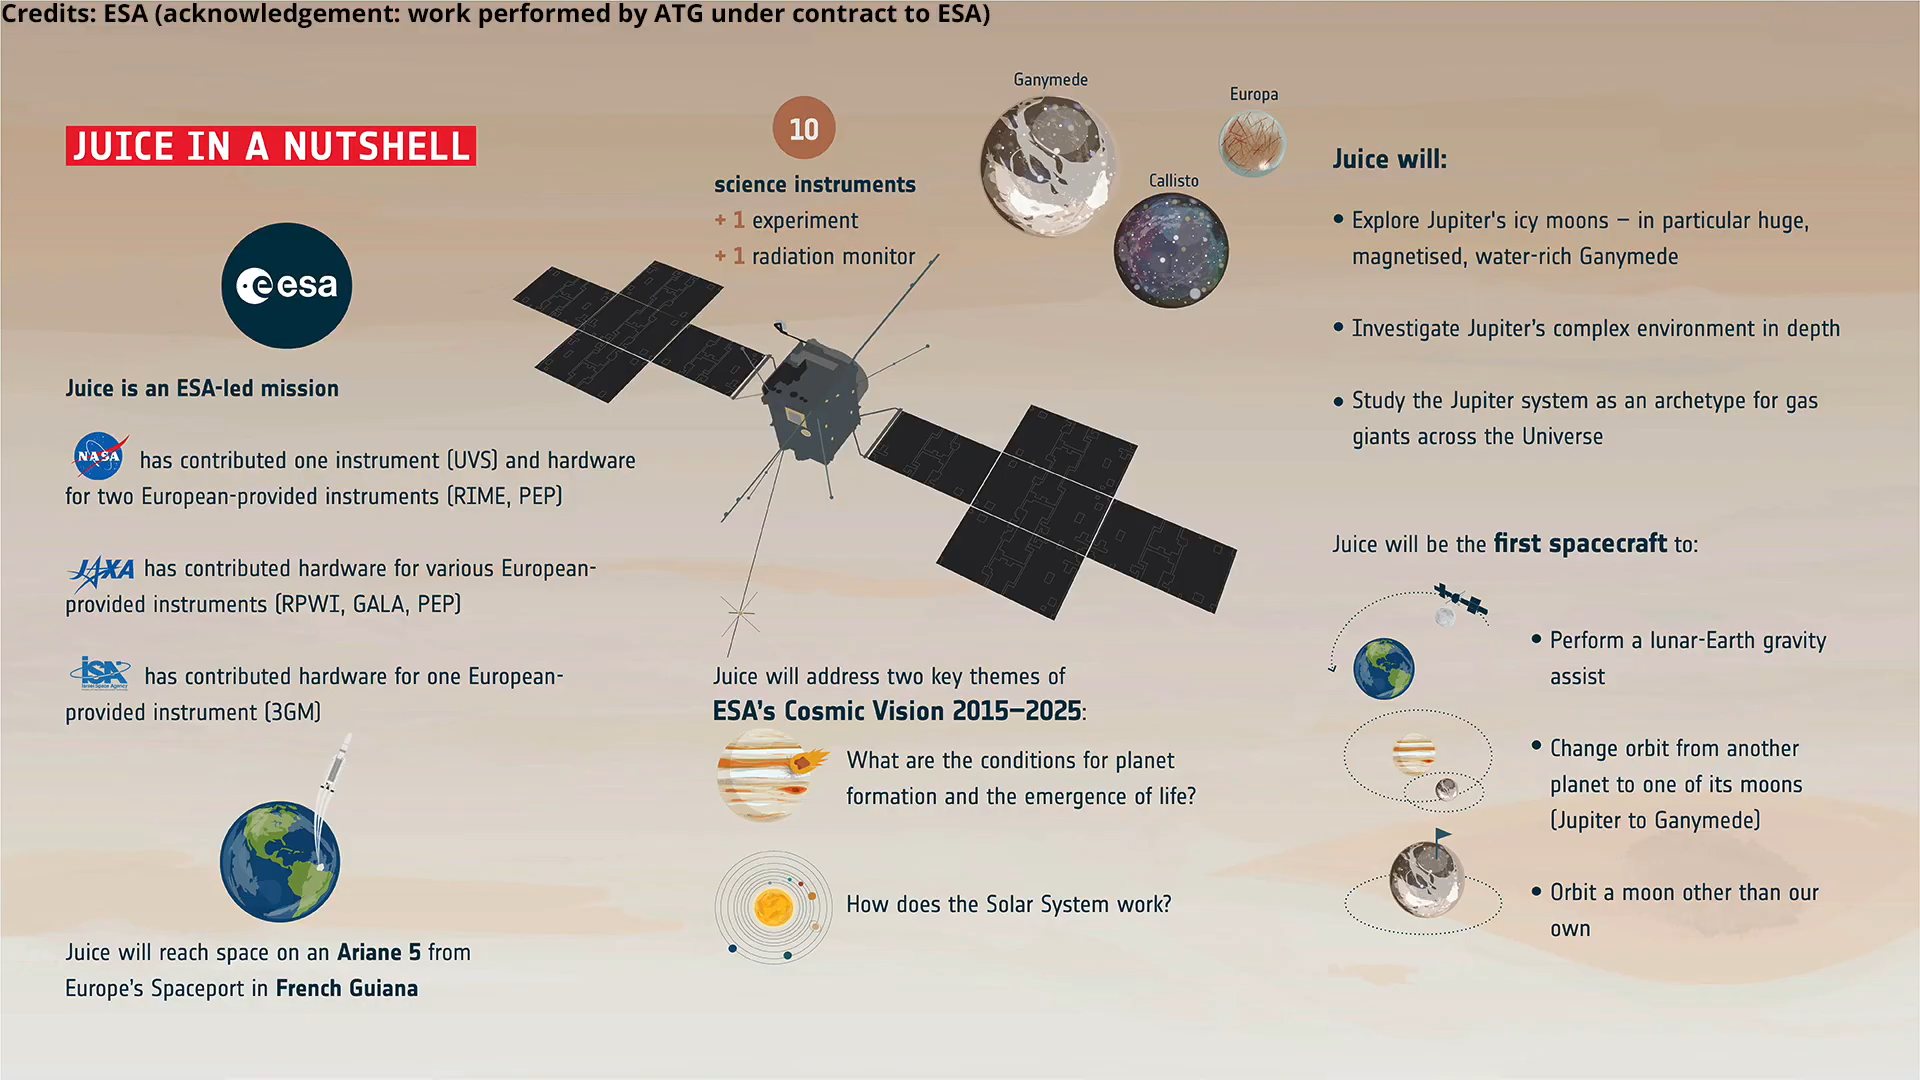 Credits: ESA (acknowledgement: work performed by ATG under contract to ESA)
JUICE IN A NUTSHELL
esa
Juice is an ESA-led mission
NASA has contributed one instrument (UVS) and hardware
for two European-provided instruments (RIME, PEP)
JAXA has contributed hardware for various European-
provided instruments (RPWI, GALA, PEP)
iSA has contributed hardware for one European-
Israel Space Agency
provided instrument (3GM)
Juice will reach space on an Ariane 5 from
Europe's Spaceport in French Guiana
10
science instruments
+ 1 experiment
+ 1 radiation monitor
Ganymede
Europa
Callisto
Juice will address two key themes of
ESA's Cosmic Vision 2015–2025:
What are the conditions for planet
formation and the emergence of life?
How does the Solar System work?
Juice will:
• Explore Jupiter's icy moons – in particular huge,
magnetised, water-rich Ganymede
• Investigate Jupiter's complex environment in depth
• Study the Jupiter system as an archetype for gas
giants across the Universe
Juice will be the first spacecraft to:
• Perform a lunar-Earth gravity
assist
• Change orbit from another
planet to one of its moons
(Jupiter to Ganymede)
• Orbit a moon other than our
own